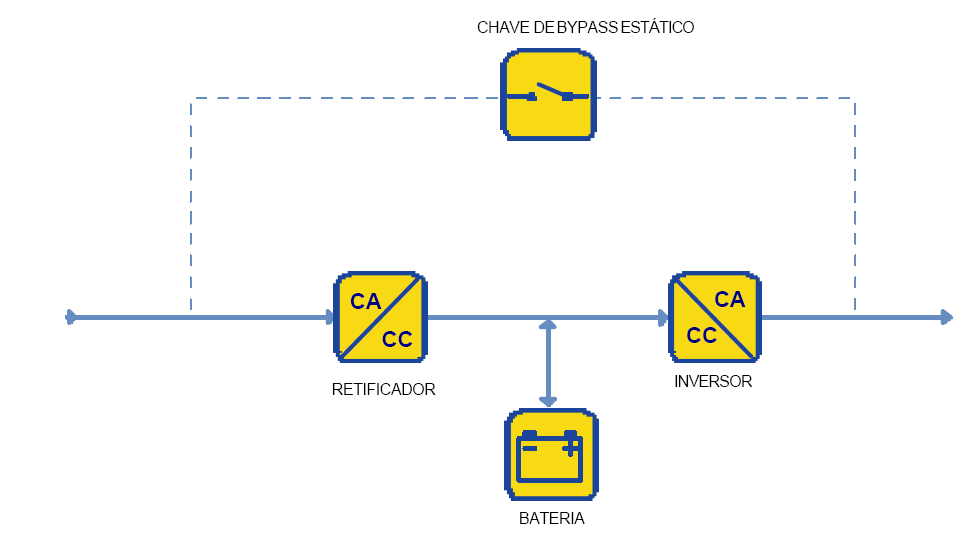 CHAVE DE BYPASS ESTÁTICO
CA
CC
RETIFICADOR
CA
CC
INVERSOR
BATERIA